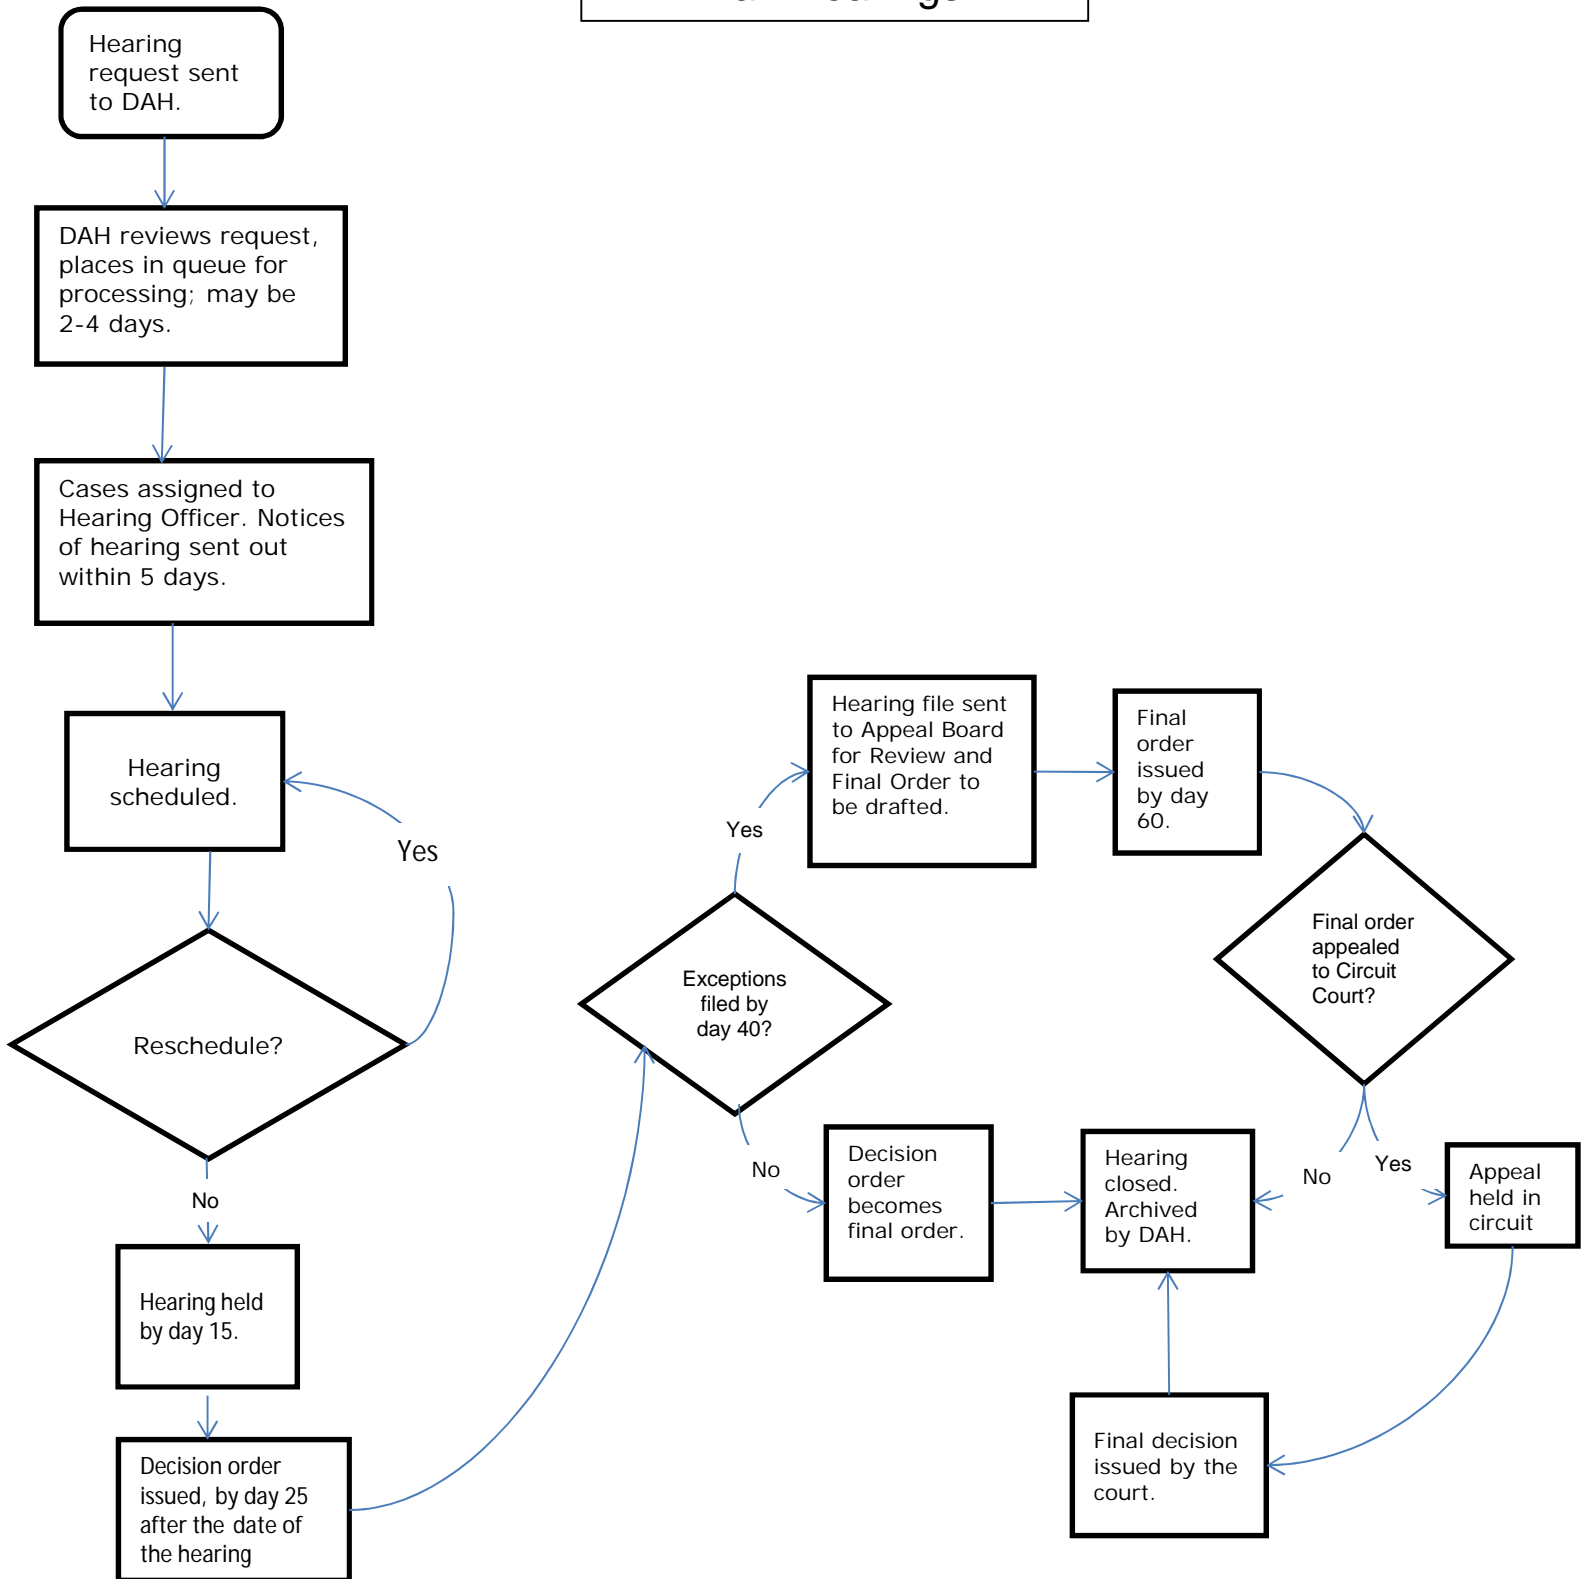 Hearing
request sent
to DAH.
DAH reviews request,
places in queue for
processing; may be
2-4 days.
Cases assigned to
Hearing Officer. Notices
of hearing sent out
within 5 days.
Hearing
scheduled.
Yes
Reschedule?
No
Hearing held
by day 15.
Decision order
issued, by day 25
after the date of
the hearing
Exceptions
filed by
day 40?
Yes
Hearing file sent
to Appeal Board
for Review and
Final Order to
be drafted.
Final
order
issued
by day
60.
No
Decision
order
becomes
final order.
Final order
appealed
to Circuit
Court?
No
Yes
Hearing
closed.
Archived
by DAH.
Appeal
held in
circuit
Final decision
issued by the
court.